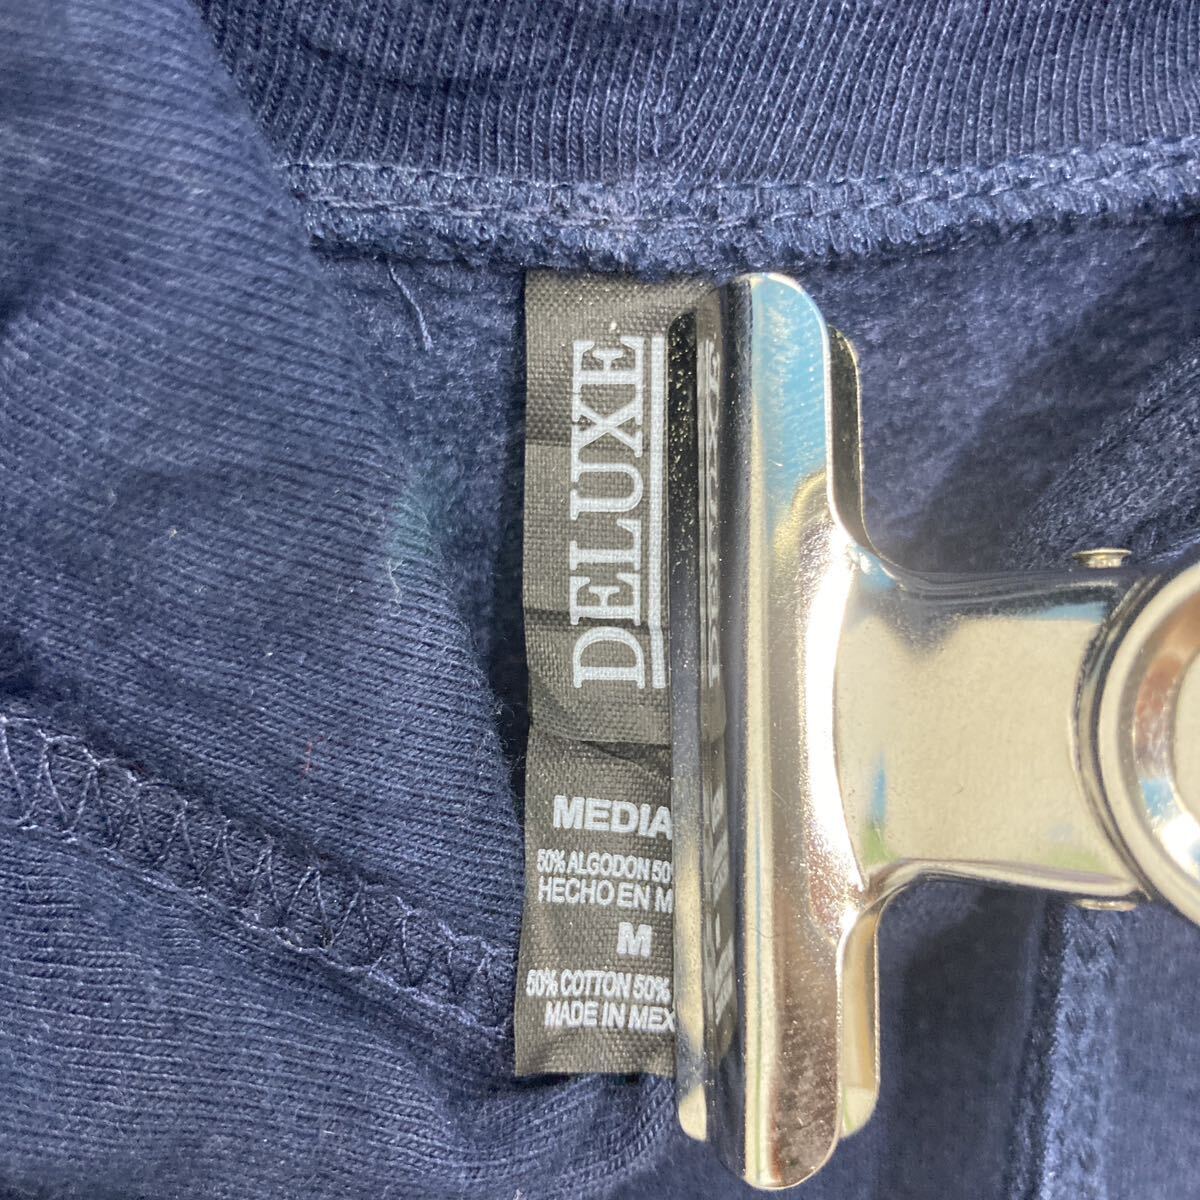 DELUXE
MEDIA
50% ALGODON 50
HECHO EN M
M
50% COTTON 50%
MADE IN MEX